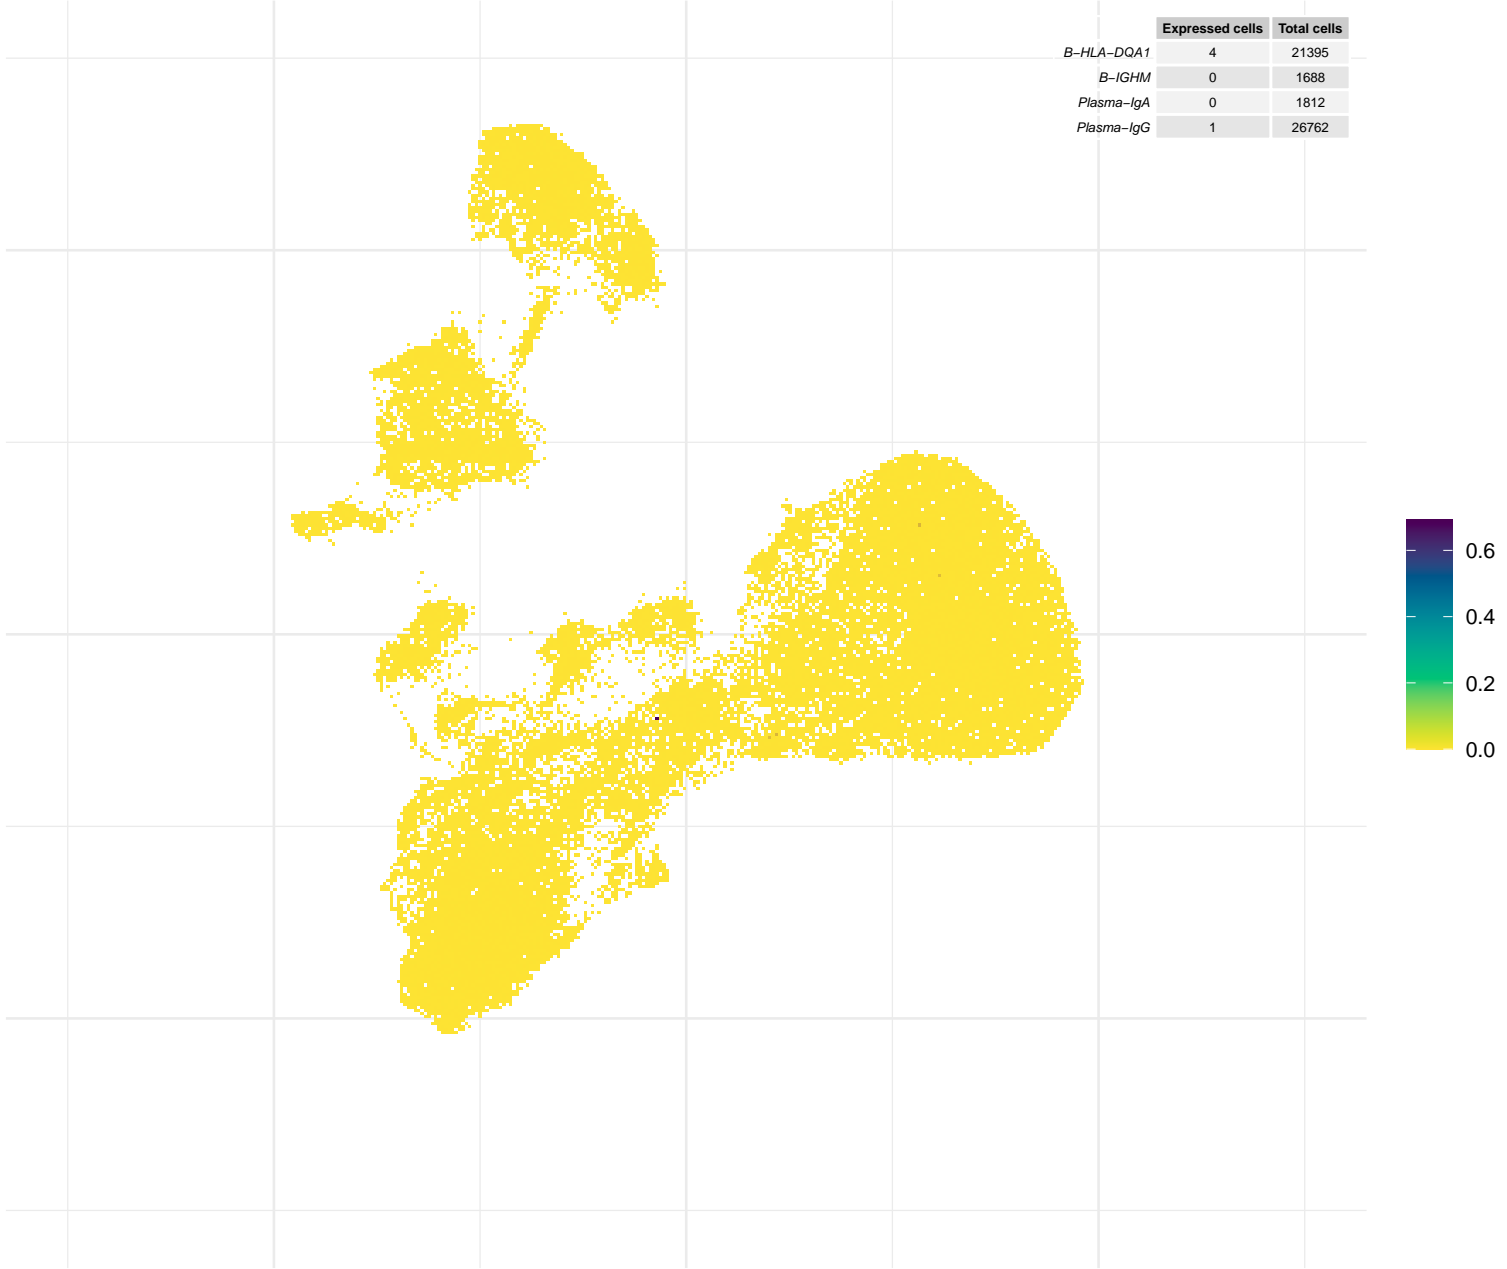 Expressed cells Total cells
B−HLA−DQA1 4 21395
B−IGHM 0 1688
Plasma−IgA 0 1812
Plasma−IgG 1 26762
0.6
0.4
0.2
0.0